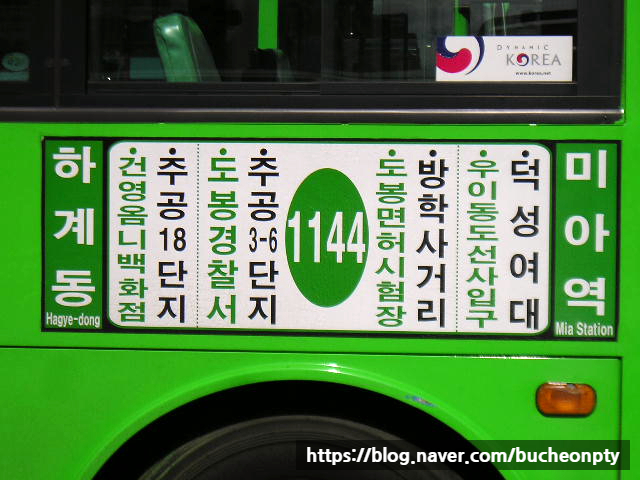 DYNAMIC
KOREA
www.korea.net
하계동
Hagye-dong
건영옴니백화점
주공18단지
도봉경찰서
주공3-6단지
1144
도봉면허시험장
방학사거리
우이동도선사입구
덕성여대
미아역
Mia Station
https://blog.naver.com/bucheonpty